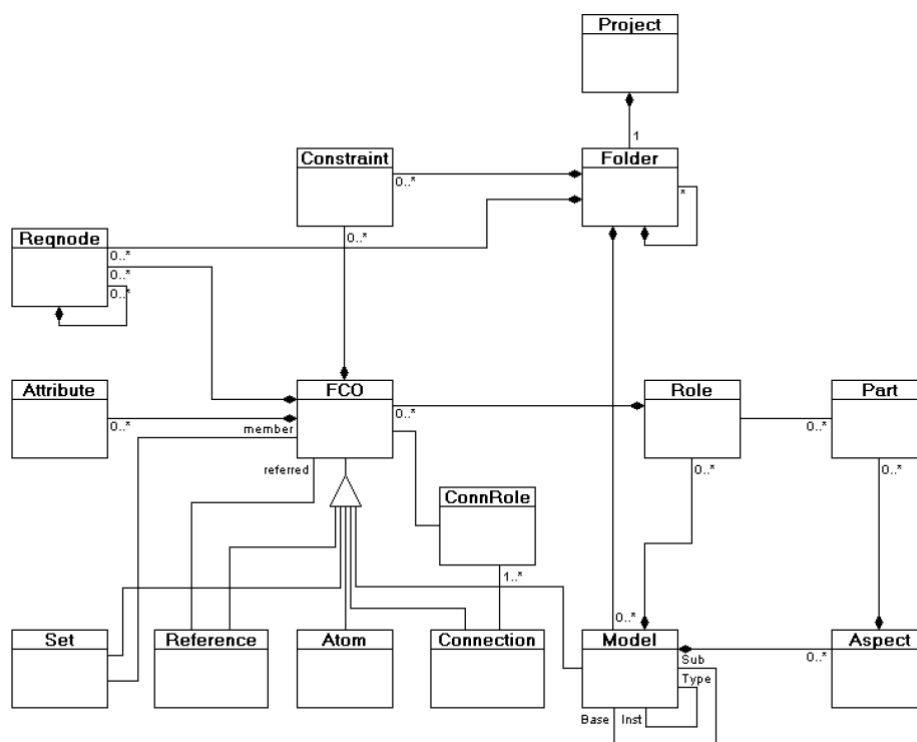 Project
1
Constraint
Folder
0..*
*
0..*
Reqnode
0..*
0..*
0..*
Attribute
FCO
Role
Part
0..*
0..*
0..*
member
referred
0..*
0..*
ConnRole
1..*
0..*
Set
Reference
Atom
Connection
Model
Aspect
Sub
0..*
Type
Base
Inst